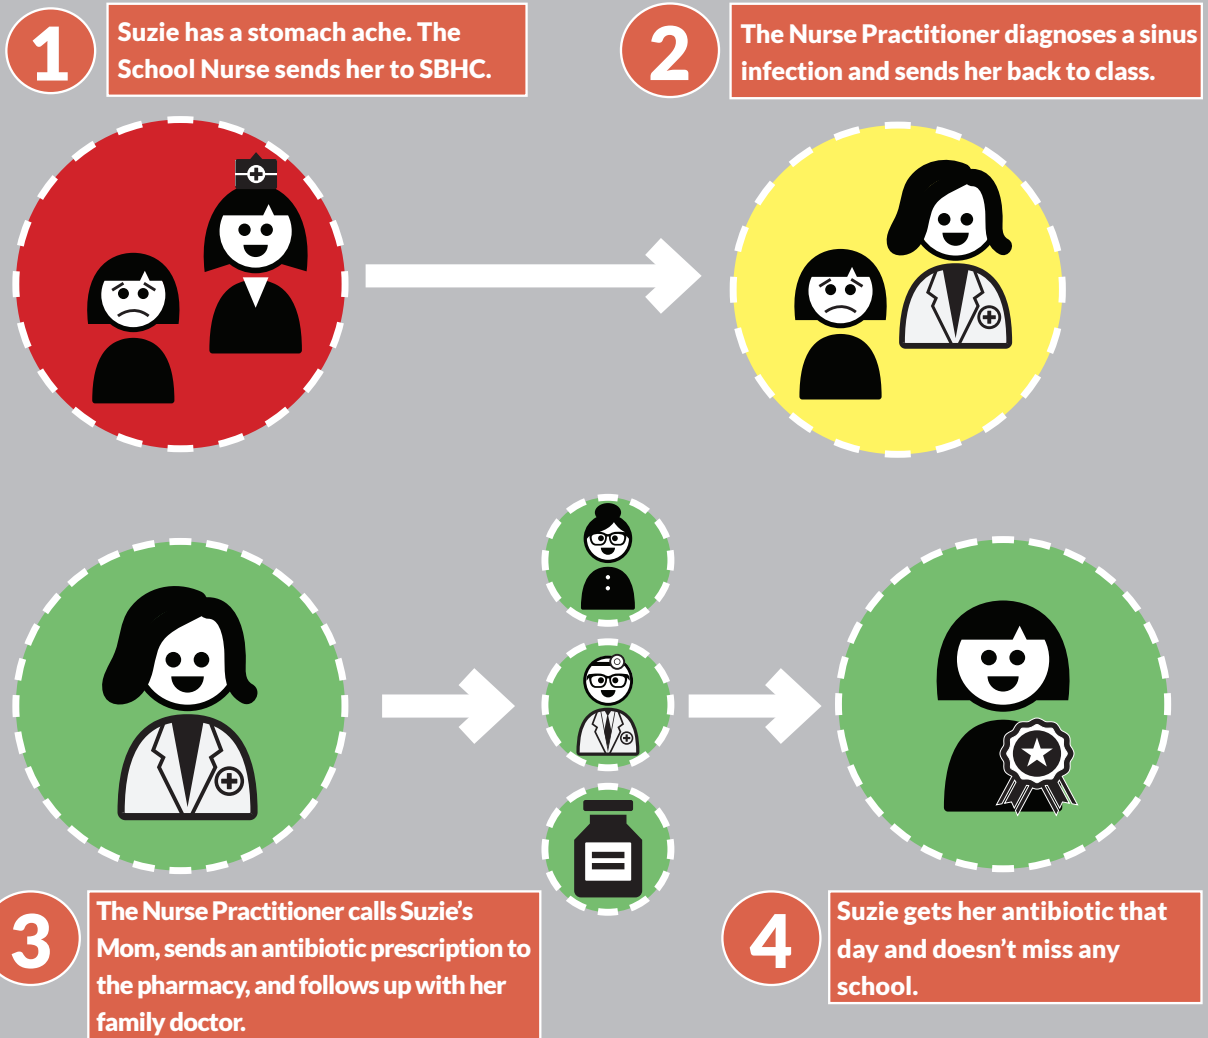 1
Suzie has a stomach ache. The
School Nurse sends her to SBHC.
2
The Nurse Practitioner diagnoses a sinus
infection and sends her back to class.
3
The Nurse Practitioner calls Suzie’s
Mom, sends an antibiotic prescription to
the pharmacy, and follows up with her
family doctor.
4
Suzie gets her antibiotic that
day and doesn’t miss any
school.